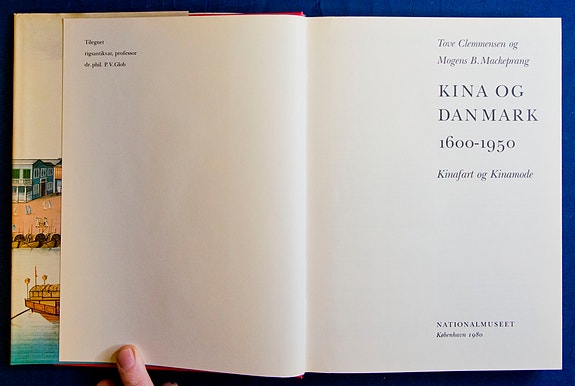 Tilegnet
rigsantikvar, professor
dr. phil. P. V. Glob
Tove Clemmensen og
Mogens B. Mackeprang
KINA OG
DANMARK
1600-1950
Kinafart og Kinamode
NATIONALMUSEET
København 1980